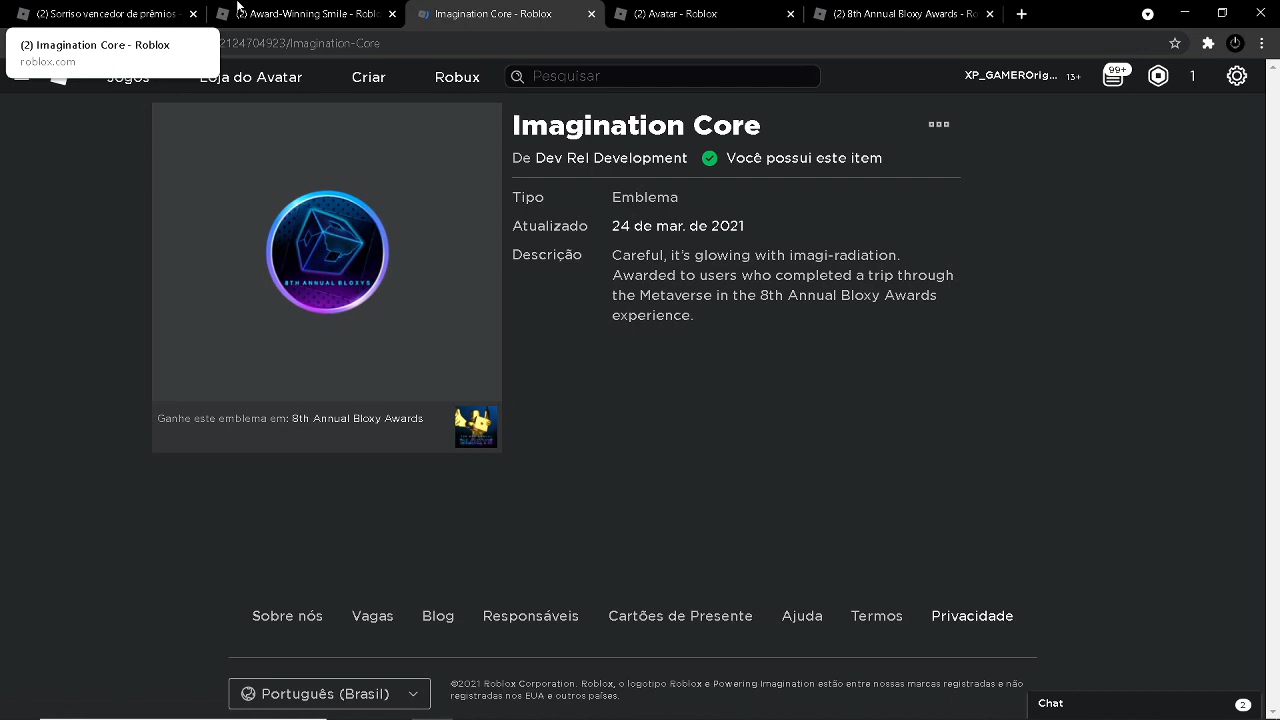 (2) Sorriso vencedor de prêmios -
(2) Award-Winning Smile - Roblo
Imagination Core - Roblox
(2) Avatar - Roblox
(2) 8th Annual Bloxy Awards - Ro
(2) Imagination Core - Roblox
roblox.com
2124704923/Imagination-Core
Jogos
Loja do Avatar
Criar
Robux
Pesquisar
XP_GAMEROrig... 13+
99+
1
Imagination Core
De Dev Rel Development Você possui este item
Tipo Emblema
Atualizado 24 de mar. de 2021
Descrição Careful, it's glowing with imagi-radiation.
Awarded to users who completed a trip through
the Metaverse in the 8th Annual Bloxy Awards
experience.
8TH ANNUAL BLOXYS
Ganhe este emblema em: 8th Annual Bloxy Awards
Sobre nós Vagas Blog Responsáveis Cartões de Presente Ajuda Termos Privacidade
Português (Brasil)
©2021 Roblox Corporation. Roblox, o logotipo Roblox e Powering Imagination estão entre nossas marcas registradas e não
registradas nos EUA e outros países.
Chat 2